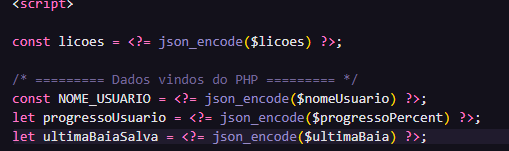 <script>
const licoes = <?= json_encode($licoes) ?>;
/* ========= Dados vindos do PHP ========= */
const NOME_USUARIO = <?= json_encode($nomeUsuario) ?>;
let progressoUsuario = <?= json_encode($progressoPercent) ?>;
let ultimaBaiaSalva = <?= json_encode($ultimaBaia) ?>;